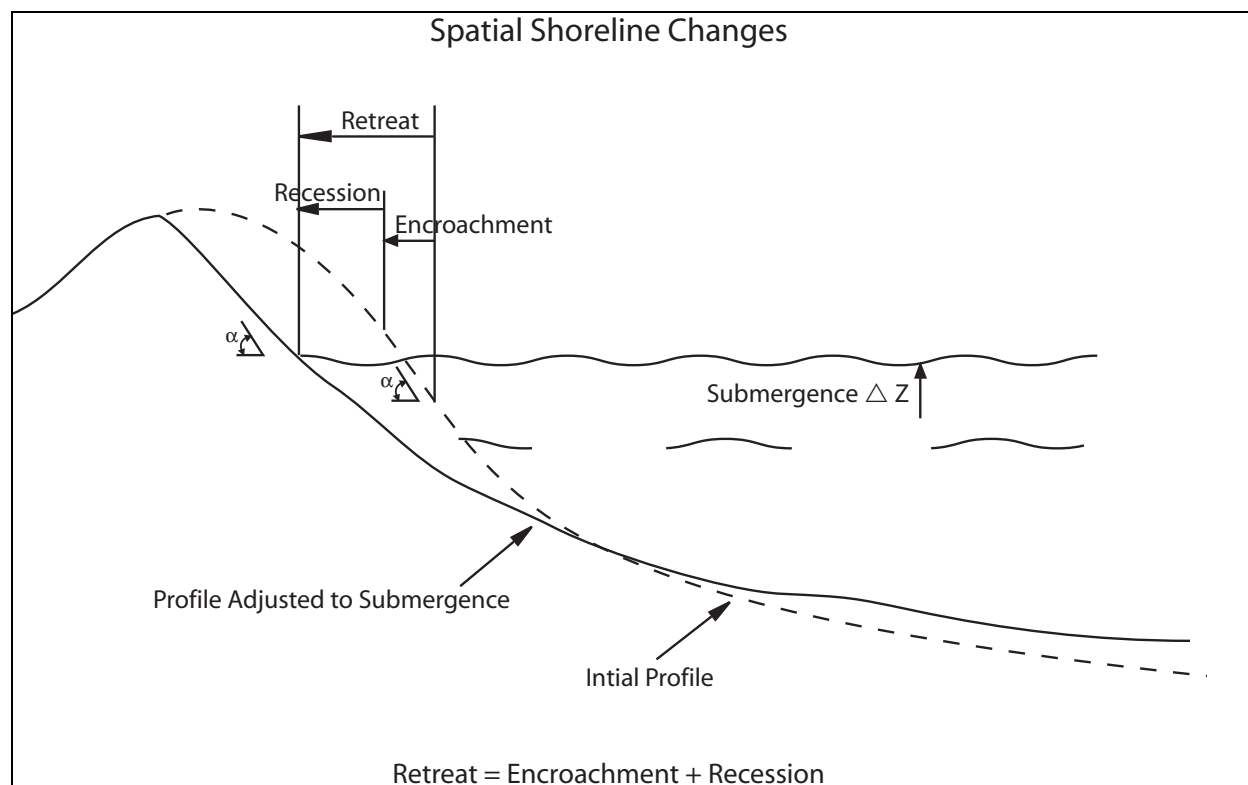 Spatial Shoreline Changes
Retreat
Recession
Encroachment
α
α
Submergence △ Z
Profile Adjusted to Submergence
Intial Profile
Retreat = Encroachment + Recession